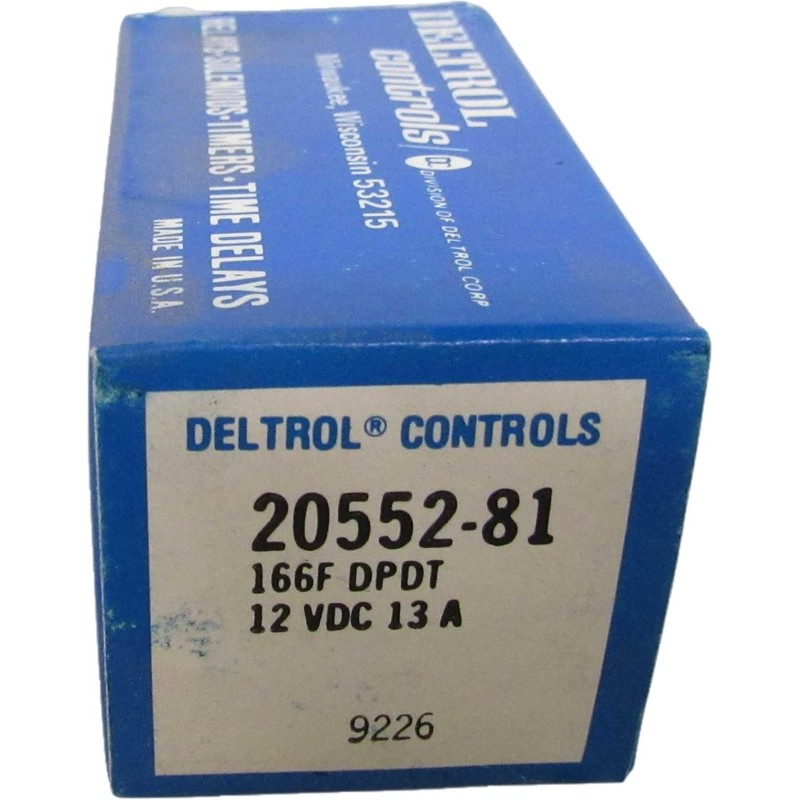 DELTROL
controls/
DIVISION OF DELTROL CORP
Milwaukee, Wisconsin 53215
RELAYS·SOLENOIDS·TIMERS·TIME DELAYS
MADE IN U.S.A.
DELTROL® CONTROLS
20552-81
166F DPDT
12 VDC 13 A
9226